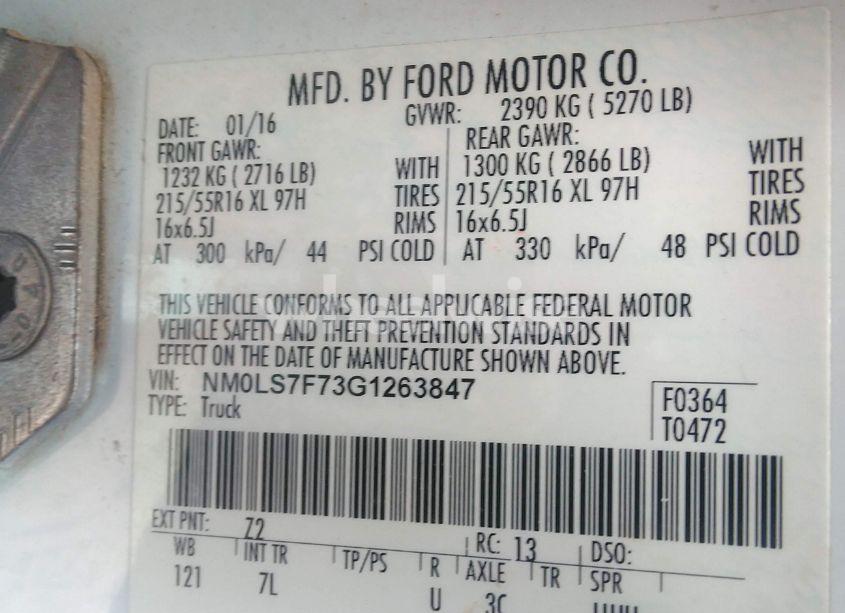 MFD. BY FORD MOTOR CO.
DATE: 01/16 GVWR: 2390 KG ( 5270 LB)
FRONT GAWR: REAR GAWR:
1232 KG ( 2716 LB) WITH 1300 KG ( 2866 LB) WITH
215/55R16 XL 97H TIRES 215/55R16 XL 97H TIRES
16x6.5J RIMS 16x6.5J RIMS
AT 300 kPa/ 44 PSI COLD AT 330 kPa/ 48 PSI COLD
THIS VEHICLE CONFORMS TO ALL APPLICABLE FEDERAL MOTOR
VEHICLE SAFETY AND THEFT PREVENTION STANDARDS IN
EFFECT ON THE DATE OF MANUFACTURE SHOWN ABOVE.
VIN: NM0LS7F73G1263847
TYPE: Truck
F0364
T0472
EXT PNT: Z2 RC: 13 DSO:
WB INT TR TP/PS R AXLE TR SPR
121 7L U 3C UUUU